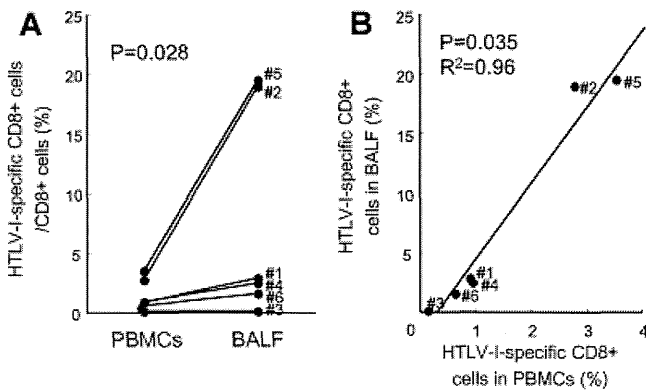 A
P=0.028
HTLV-I-specific CD8+ cells
/CD8+ cells (%)
25
20
15
10
5
0
#5
#2
#1
#4
#6
#3
PBMCs
BALF
B
P=0.035
R²=0.96
HTLV-I-specific CD8+
cells in BALF (%)
25
20
15
10
5
#2
#5
#1
#4
#3
#6
0
1
2
3
4
HTLV-I-specific CD8+
cells in PBMCs (%)